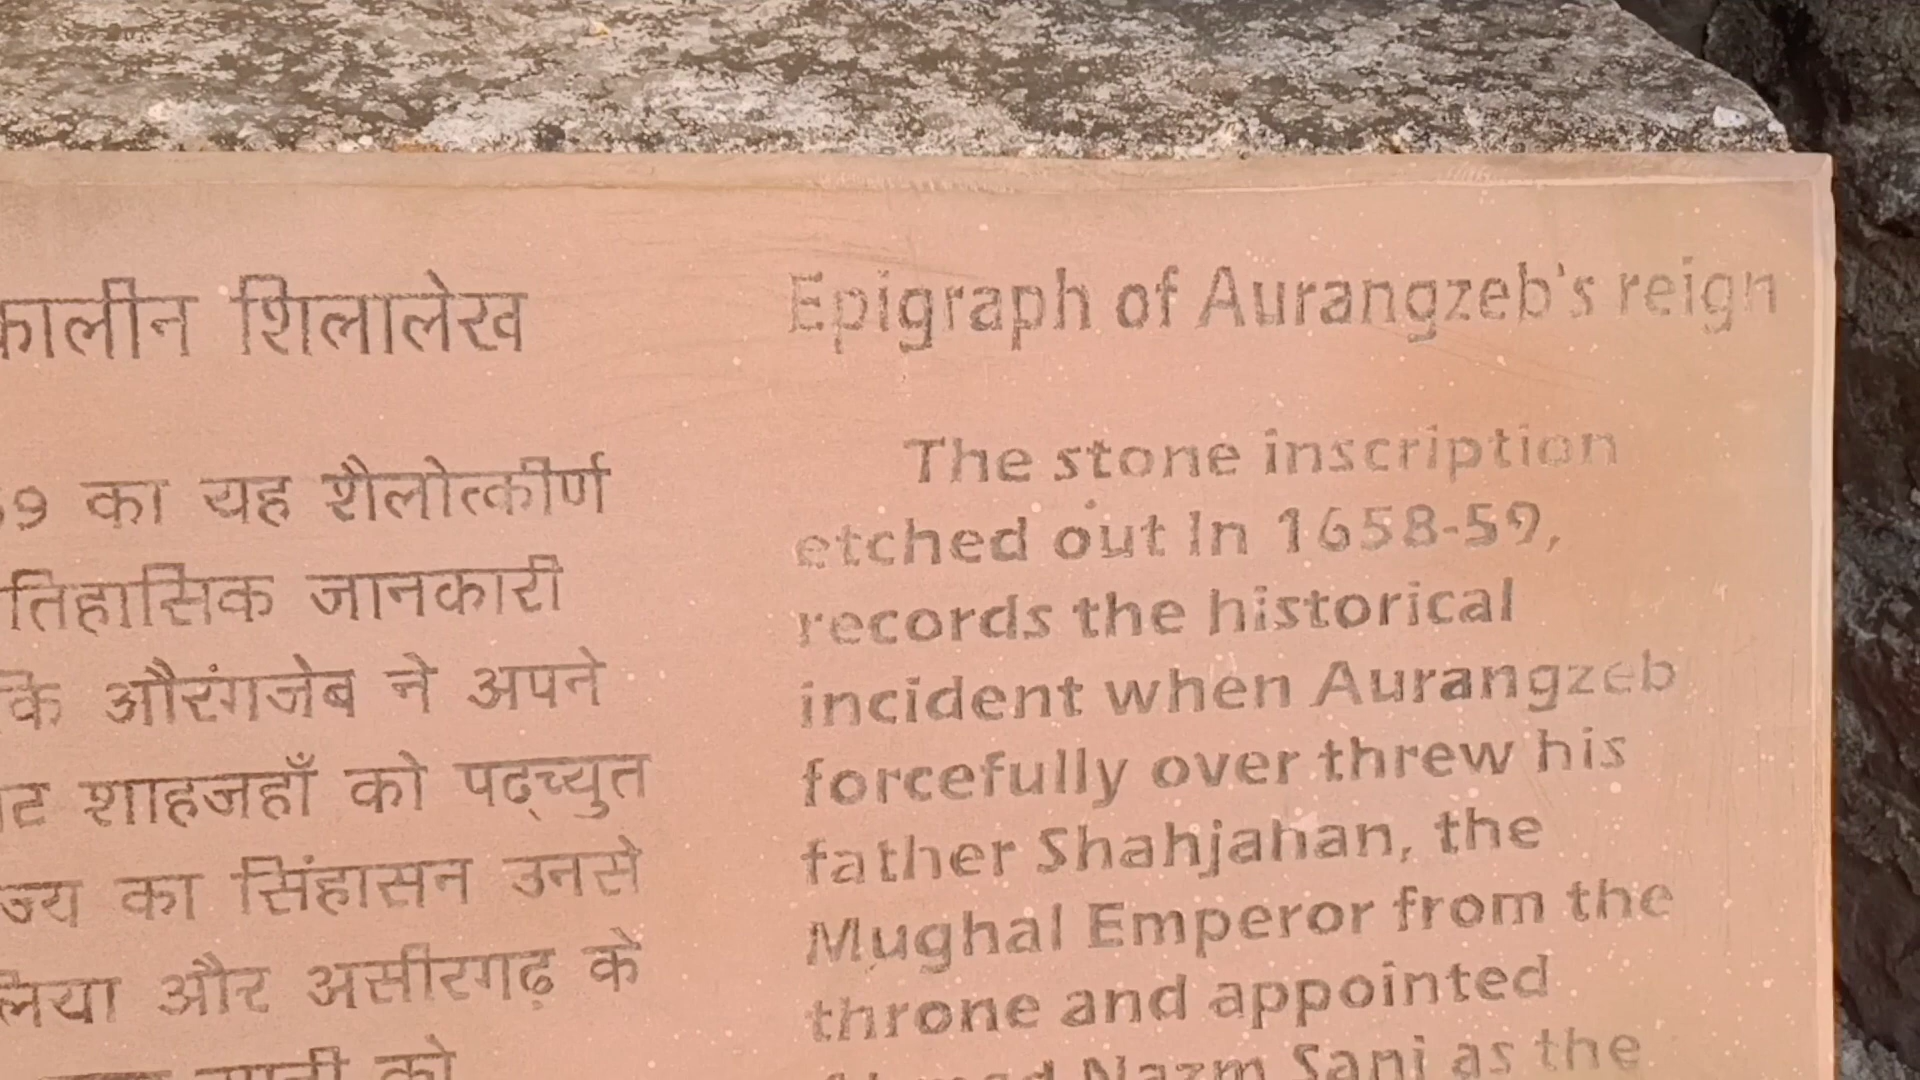 कालीन शिलालेख
9 का यह शैलोत्कीर्ण
तिहासिक जानकारी
कि औरंगजेब ने अपने
ाट शाहजहाँ को पद्च्युत
ज्य का सिंहासन उनसे
लिया और असीरगढ़ के
को
Epigraph of Aurangzeb's reign
The stone inscription
etched out In 1658-59,
records the historical
incident when Aurangzeb
forcefully over threw his
father Shahjahan, the
Mughal Emperor from the
throne and appointed
Nazm Sani as the